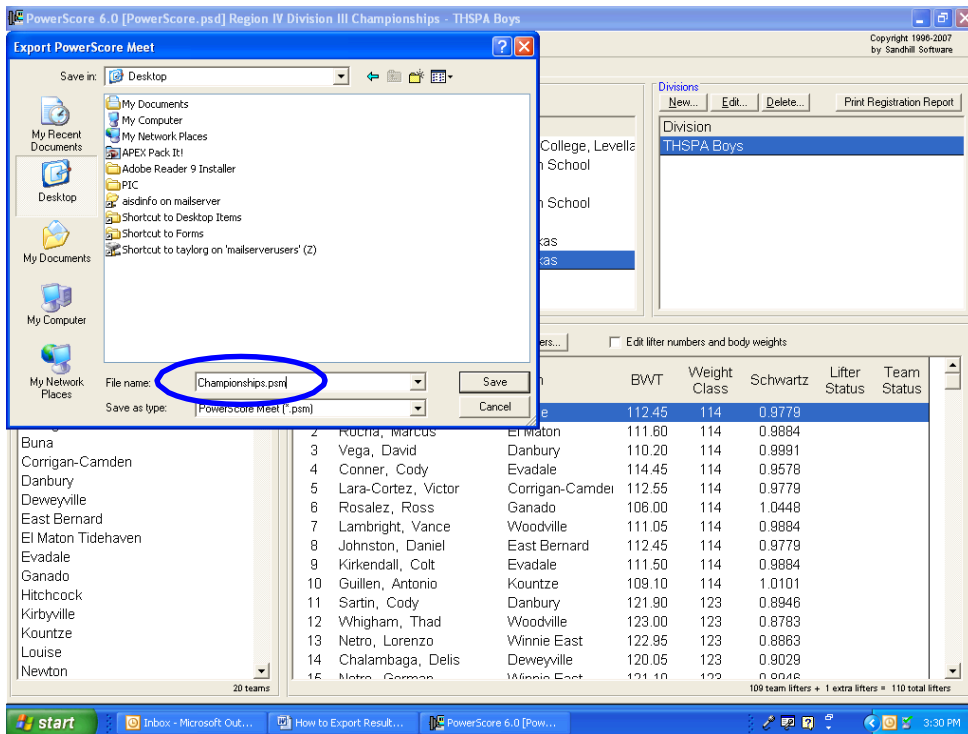 PowerScore 6.0 [PowerScore.psd] Region IV Division III Championships - THSPA Boys
Copyright 1996-2007
by Sandhill Software
Export PowerScore Meet
Save in:
Desktop
My Recent Documents
Desktop
My Documents
My Computer
My Network Places
My Documents
My Computer
My Network Places
APEX Pack It!
Adobe Reader 9 Installer
PIC
aisdinfo on mailserver
Shortcut to Desktop Items
Shortcut to Forms
Shortcut to taylorg on 'mailserverusers' (Z)
File name:
Championships.psm
Save
Save as type:
PowerScore Meet (*.psm)
Cancel
College, Levella
School
School
kas
kas
Divisions
New... Edit... Delete... Print Registration Report
Division
THSPA Boys
ers...
Edit lifter numbers and body weights
BWT Weight Class Schwartz Lifter Status Team Status
e 112.45 114 0.9779
2 Rocha, Marcus El Maton 111.60 114 0.9884
3 Vega, David Danbury 110.20 114 0.9991
4 Conner, Cody Evadale 114.45 114 0.9578
5 Lara-Cortez, Victor Corrigan-Camder 112.55 114 0.9779
6 Rosalez, Ross Ganado 106.00 114 1.0448
7 Lambright, Vance Woodville 111.05 114 0.9884
8 Johnston, Daniel East Bernard 112.45 114 0.9779
9 Kirkendall, Colt Evadale 111.50 114 0.9884
10 Guillen, Antonio Kountze 109.10 114 1.0101
11 Sartin, Cody Danbury 121.90 123 0.8946
12 Whigham, Thad Woodville 123.00 123 0.8783
13 Netro, Lorenzo Winnie East 122.95 123 0.8863
14 Chalambaga, Delis Deweyville 120.05 123 0.9029
15 Netro, German Winnie East 121.10 123 0.8946
109 team lifters + 1 extra lifters = 110 total lifters
Buna
Corrigan-Camden
Danbury
Deweyville
East Bernard
El Maton Tidehaven
Evadale
Ganado
Hitchcock
Kirbyville
Kountze
Louise
Newton
20 teams
start
Inbox - Microsoft Out...
How to Export Result...
PowerScore 6.0 [Pow...
3:30 PM